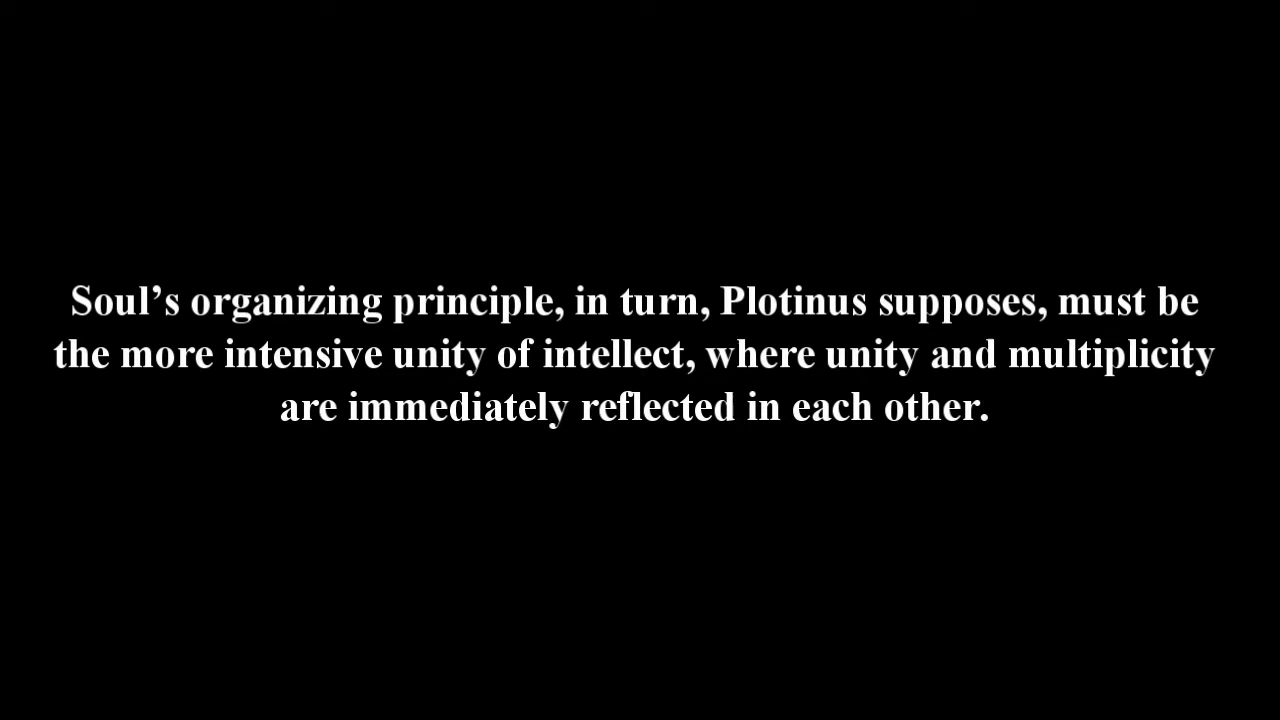 Soul’s organizing principle, in turn, Plotinus supposes, must be
the more intensive unity of intellect, where unity and multiplicity
are immediately reflected in each other.